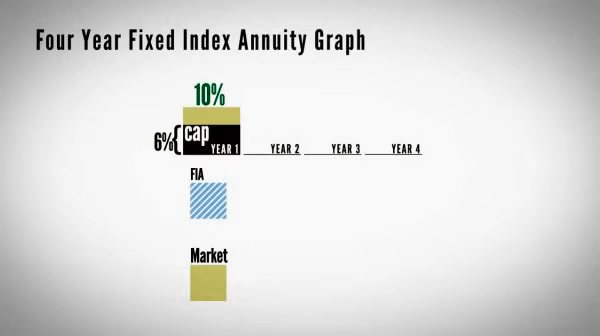 Four Year Fixed Index Annuity Graph
10%
6%{ cap
YEAR 1 YEAR 2 YEAR 3 YEAR 4
FIA
Market